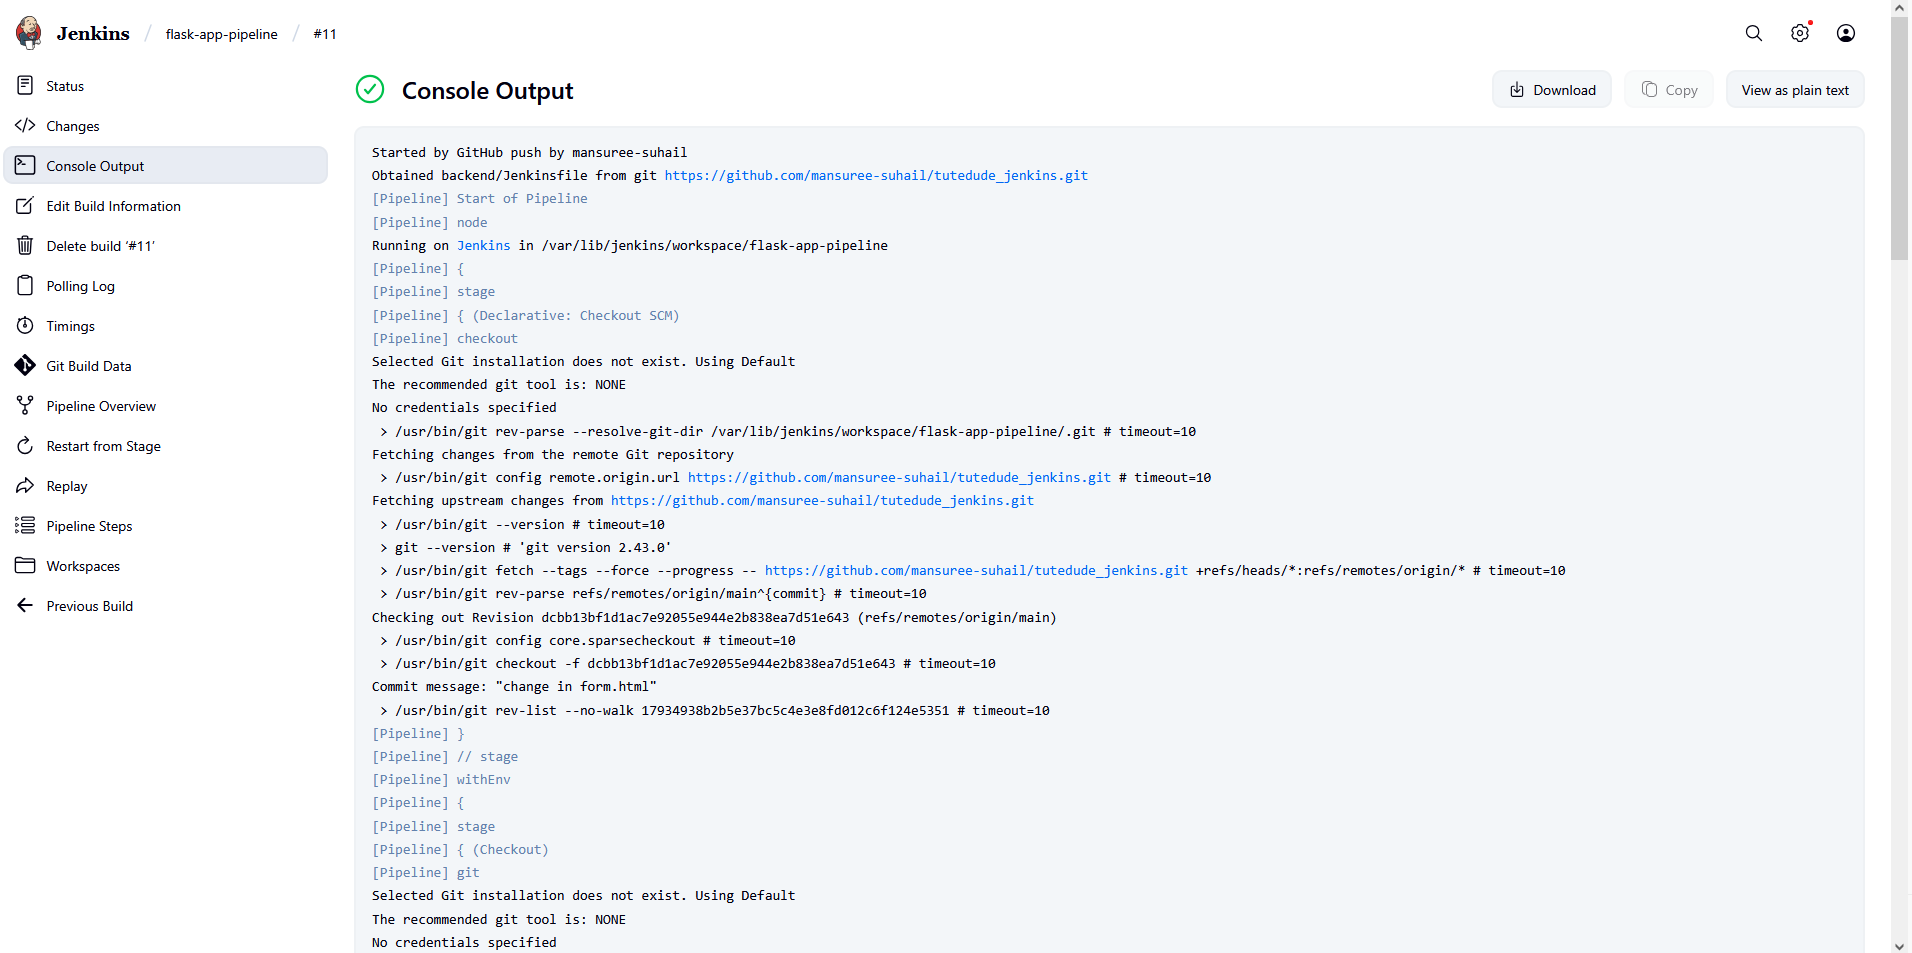 Jenkins / flask-app-pipeline / #11
Status
Changes
Console Output
Edit Build Information
Delete build ‘#11’
Polling Log
Timings
Git Build Data
Pipeline Overview
Restart from Stage
Replay
Pipeline Steps
Workspaces
Previous Build
Console Output
Download
Copy
View as plain text
Started by GitHub push by mansuree-suhail
Obtained backend/Jenkinsfile from git https://github.com/mansuree-suhail/tutedude_jenkins.git
[Pipeline] Start of Pipeline
[Pipeline] node
Running on Jenkins in /var/lib/jenkins/workspace/flask-app-pipeline
[Pipeline] {
[Pipeline] stage
[Pipeline] { (Declarative: Checkout SCM)
[Pipeline] checkout
Selected Git installation does not exist. Using Default
The recommended git tool is: NONE
No credentials specified
> /usr/bin/git rev-parse --resolve-git-dir /var/lib/jenkins/workspace/flask-app-pipeline/.git # timeout=10
Fetching changes from the remote Git repository
> /usr/bin/git config remote.origin.url https://github.com/mansuree-suhail/tutedude_jenkins.git # timeout=10
Fetching upstream changes from https://github.com/mansuree-suhail/tutedude_jenkins.git
> /usr/bin/git --version # timeout=10
> git --version # 'git version 2.43.0'
> /usr/bin/git fetch --tags --force --progress -- https://github.com/mansuree-suhail/tutedude_jenkins.git +refs/heads/*:refs/remotes/origin/* # timeout=10
> /usr/bin/git rev-parse refs/remotes/origin/main^{commit} # timeout=10
Checking out Revision dcbb13bf1d1ac7e92055e944e2b838ea7d51e643 (refs/remotes/origin/main)
> /usr/bin/git config core.sparsecheckout # timeout=10
> /usr/bin/git checkout -f dcbb13bf1d1ac7e92055e944e2b838ea7d51e643 # timeout=10
Commit message: "change in form.html"
> /usr/bin/git rev-list --no-walk 17934938b2b5e37bc5c4e3e8fd012c6f124e5351 # timeout=10
[Pipeline] }
[Pipeline] // stage
[Pipeline] withEnv
[Pipeline] {
[Pipeline] stage
[Pipeline] { (Checkout)
[Pipeline] git
Selected Git installation does not exist. Using Default
The recommended git tool is: NONE
No credentials specified